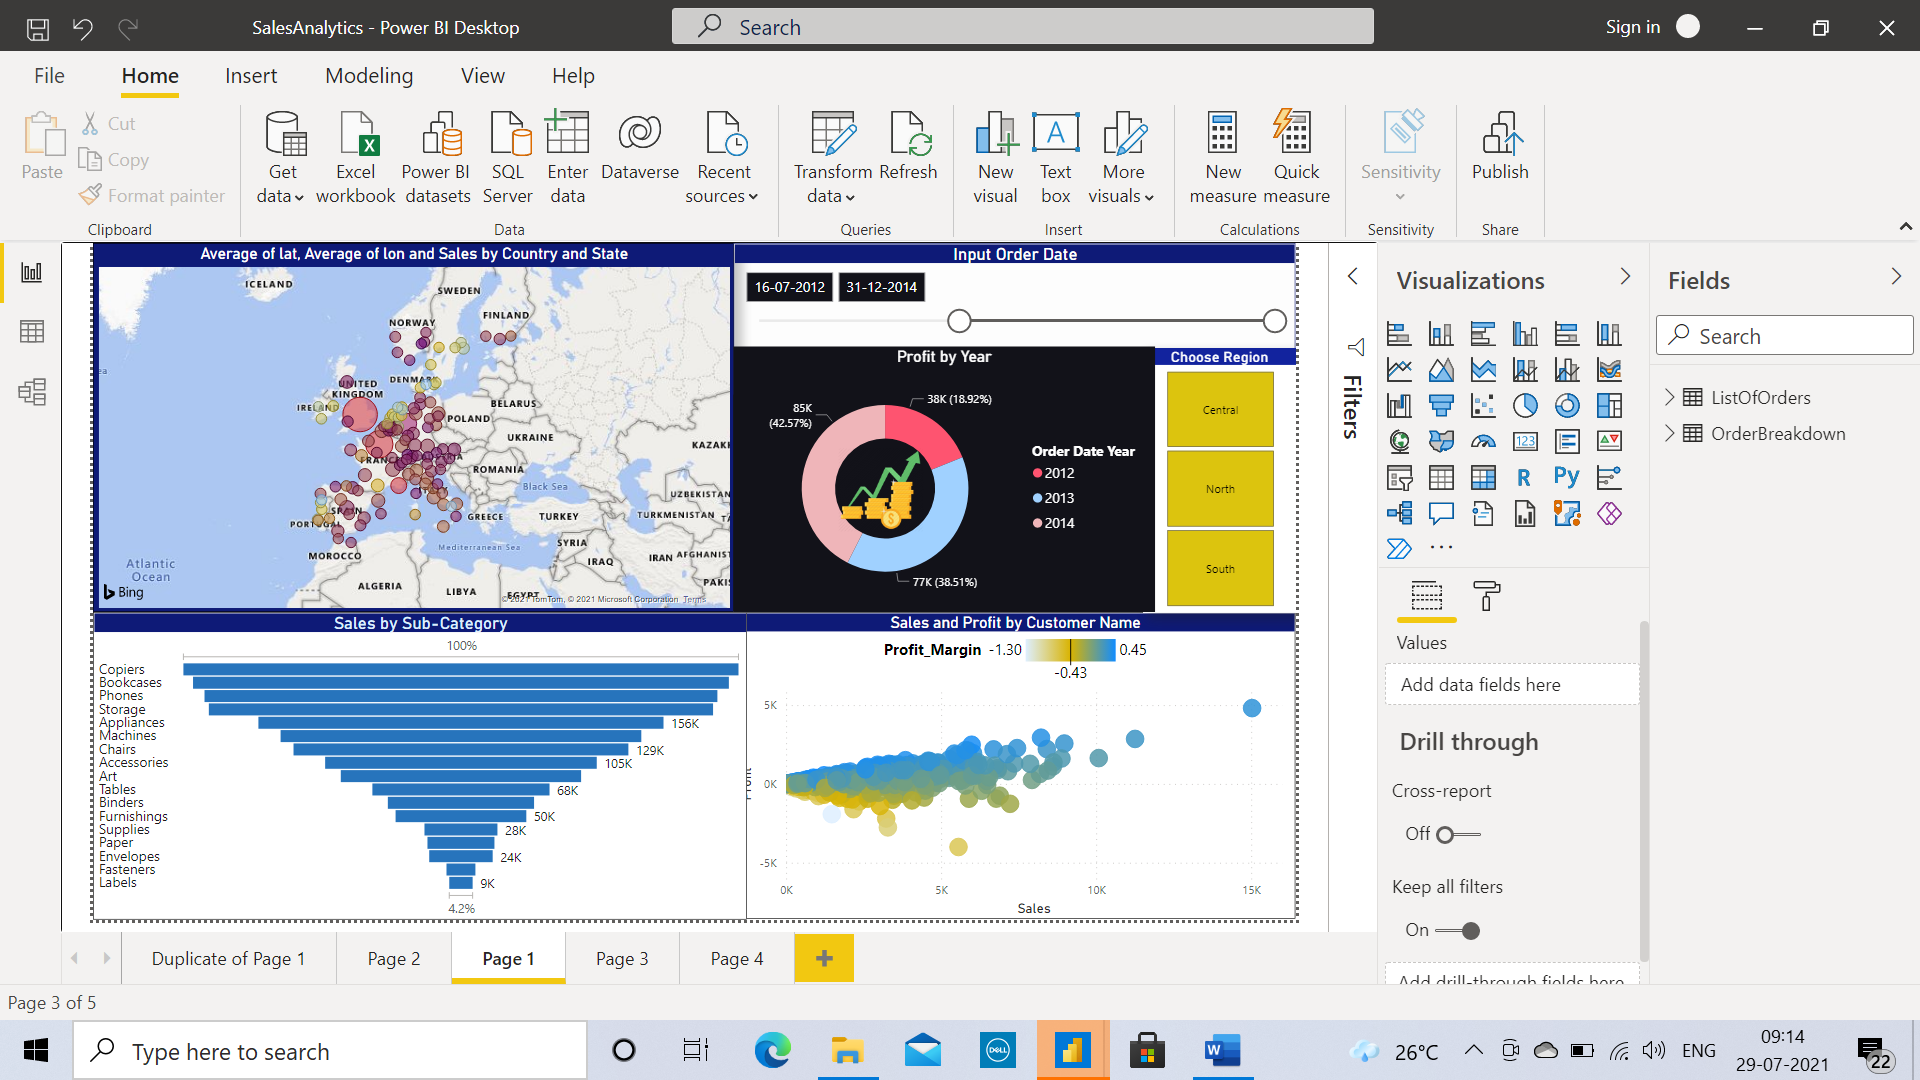 SalesAnalytics - Power BI Desktop
Search
Sign in
File
Home
Insert
Modeling
View
Help
Paste
Cut
Copy
Format painter
Clipboard
Get data
Excel workbook
Power BI datasets
SQL Server
Enter data
Dataverse
Recent sources
Data
Transform data
Refresh
Queries
New visual
Text box
More visuals
Insert
New measure
Quick measure
Calculations
Sensitivity
Sensitivity
Publish
Share
Average of lat, Average of lon and Sales by Country and State
ICELAND
SWEDEN
NORWAY
FINLAND
UNITED KINGDOM
DENMARK
IRELAND
BELARUS
POLAND
UKRAINE
KAZAKH
FRANCE
ROMANIA
Black Sea
UZBEKISTAN
SPAIN
PORTUGAL
GREECE
TURKEY
TURKMENISTAN
Mediterranean Sea
SYRIA
IRAQ
IRAN
AFGHANIST
MOROCCO
Atlantic Ocean
ALGERIA
LIBYA
EGYPT
PAKIS
Bing
© 2021 TomTom, © 2021 Microsoft Corporation Terms
Input Order Date
16-07-2012
31-12-2014
Profit by Year
38K (18.92%)
85K (42.57%)
77K (38.51%)
Order Date Year
2012
2013
2014
Choose Region
Central
North
South
Sales by Sub-Category
100%
Copiers
Bookcases
Phones
Storage
Appliances 156K
Machines
Chairs 129K
Accessories 105K
Art
Tables 68K
Binders
Furnishings 50K
Supplies 28K
Paper
Envelopes 24K
Fasteners
Labels 9K
4.2%
Sales and Profit by Customer Name
Profit_Margin -1.30 0.45
-0.43
5K
0K
-5K
Profit
0K 5K 10K 15K
Sales
Filters
Visualizations
123
R
Py
Values
Add data fields here
Drill through
Cross-report
Off
Keep all filters
On
Add drill-through fields here
Fields
Search
ListOfOrders
OrderBreakdown
Duplicate of Page 1
Page 2
Page 1
Page 3
Page 4
Page 3 of 5
Type here to search
DELL
26°C
ENG
09:14
29-07-2021
22